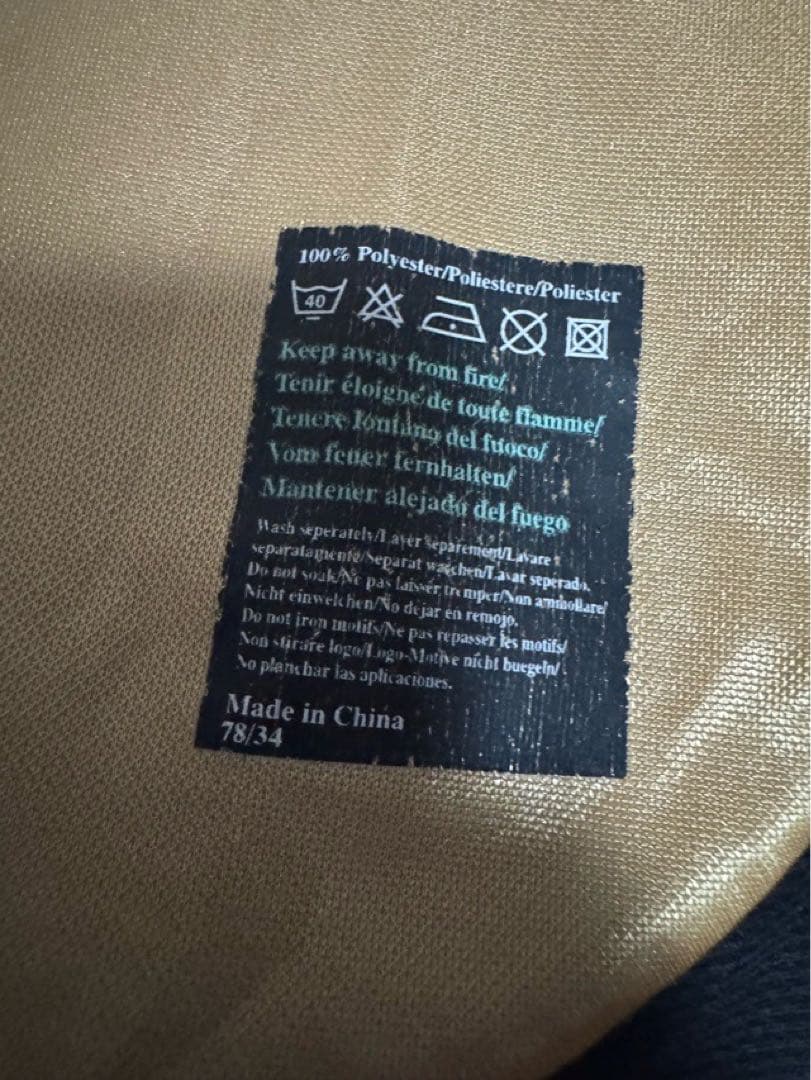 100% Polyester/Poliestere/Poliester
40
Keep away from fire/
Tenir éloigne de toute flamme/
Tenere lontano del fuoco/
Vom feuer fernhalten/
Mantener alejado del fuego
Wash seperately/Laver separement/Lavare
separatamente/Separat waschen/Lavar seperado.
Do not soak/Ne pas laisser tremper/Non ammollare/
Nicht einweichen/No dejar en remojo.
Do not iron motifs/Ne pas repasser les motifs/
Non stirare logo/Logo-Motive nicht buegeln/
No planchar las aplicaciones.
Made in China
78/34